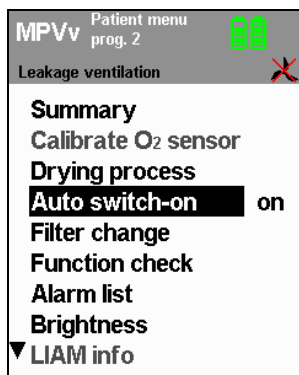 MPVv Patient menu
prog. 2
Leakage ventilation
Summary
Calibrate O₂ sensor
Drying process
Auto switch-on on
Filter change
Function check
Alarm list
Brightness
▼ LIAM info